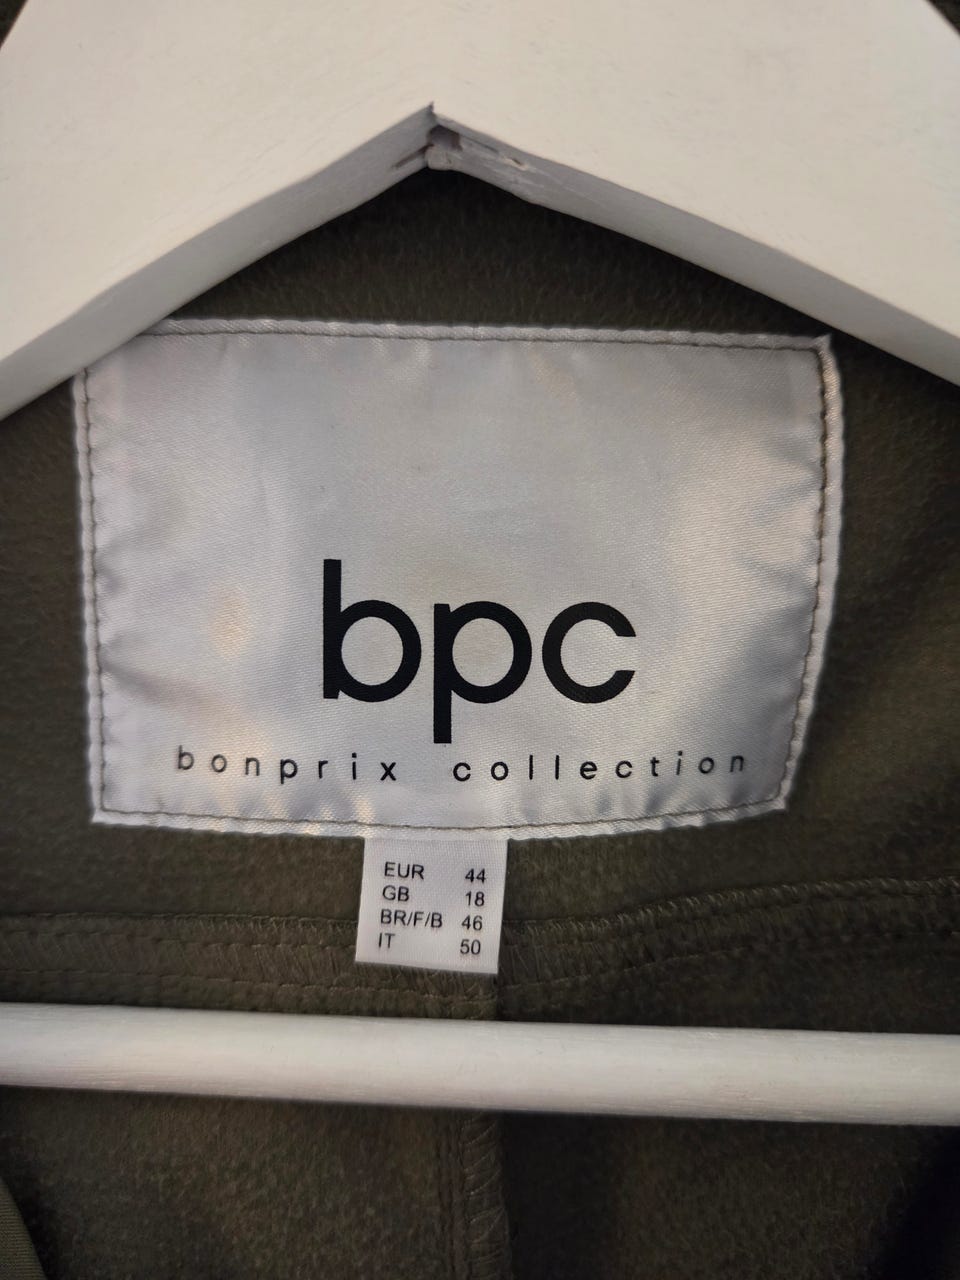 bpc
bonprix collection
EUR 44
GB 18
BR/F/B 46
IT 50